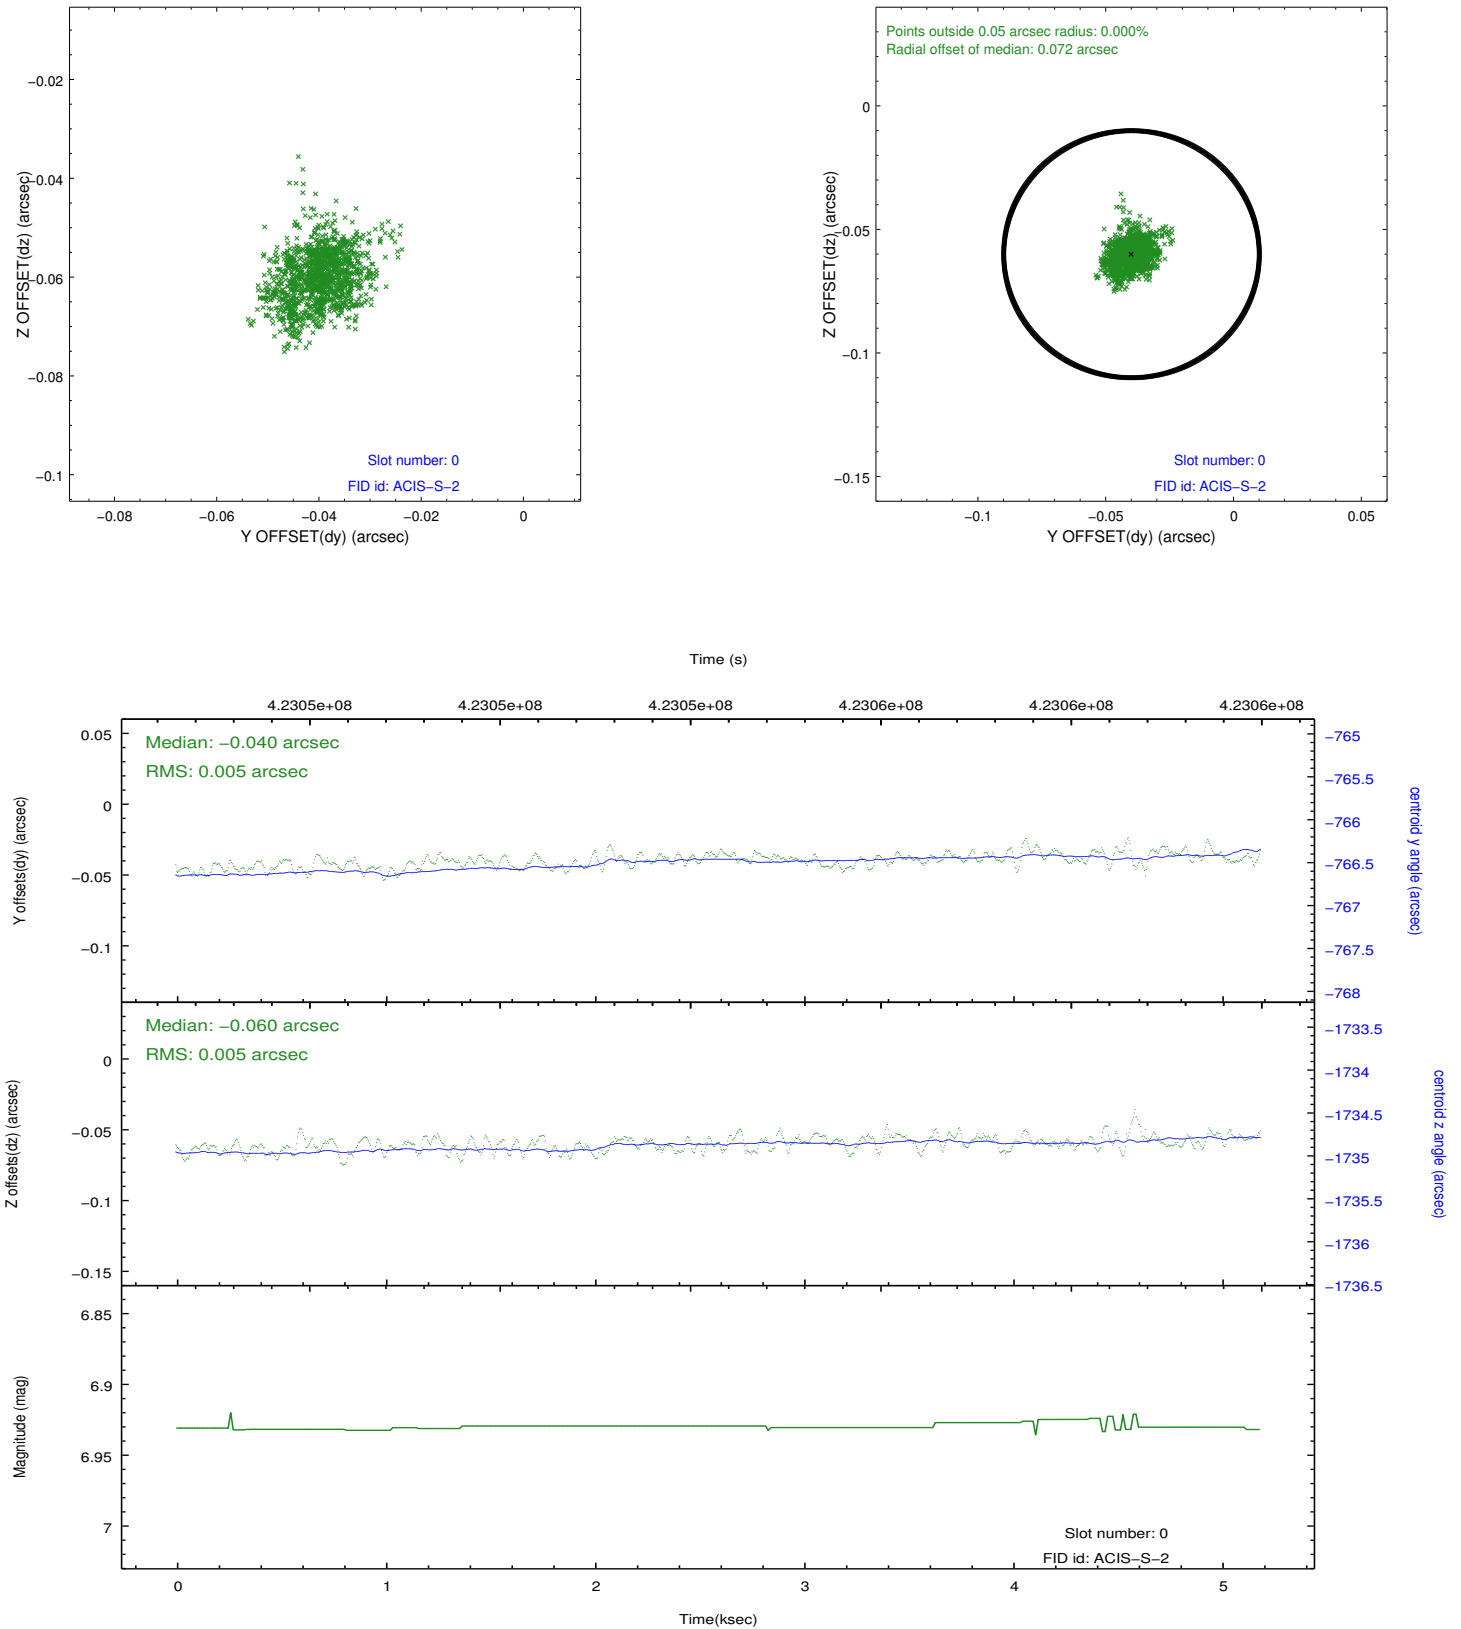 −0.02
−0.04
−0.06
−0.08
−0.1
Z OFFSET(dz) (arcsec)
Slot number: 0
FID id: ACIS−S−2
−0.08
−0.06
−0.04
−0.02
0
Y OFFSET(dy) (arcsec)
Points outside 0.05 arcsec radius: 0.000%
Radial offset of median: 0.072 arcsec
0
−0.05
−0.1
−0.15
Z OFFSET(dz) (arcsec)
Slot number: 0
FID id: ACIS−S−2
−0.1
−0.05
0
0.05
Y OFFSET(dy) (arcsec)
Time (s)
4.2305e+08
4.2305e+08
4.2305e+08
4.2306e+08
4.2306e+08
4.2306e+08
Median: −0.040 arcsec
RMS: 0.005 arcsec
0.05
0
−0.05
−0.1
Y offsets(dy) (arcsec)
−765
−765.5
−766
−766.5
−767
−767.5
−768
centroid y angle (arcsec)
Median: −0.060 arcsec
RMS: 0.005 arcsec
0
−0.05
−0.1
−0.15
Z offsets(dz) (arcsec)
−1733.5
−1734
−1734.5
−1735
−1735.5
−1736
−1736.5
centroid z angle (arcsec)
6.85
6.9
6.95
7
Magnitude (mag)
Slot number: 0
FID id: ACIS−S−2
0
1
2
3
4
5
Time(ksec)